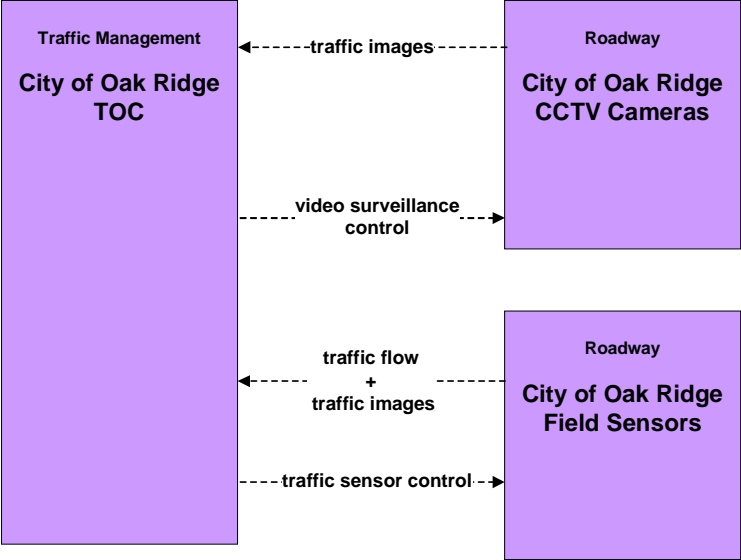 Traffic Management
City of Oak Ridge
TOC
traffic images
Roadway
City of Oak Ridge
CCTV Cameras
video surveillance
control
traffic flow
+
traffic images
Roadway
City of Oak Ridge
Field Sensors
traffic sensor control